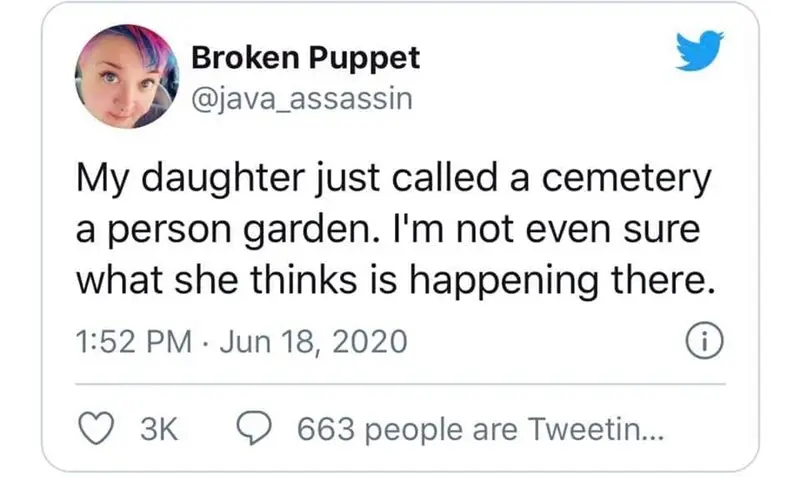 Broken Puppet
@java_assassin
My daughter just called a cemetery
a person garden. I'm not even sure
what she thinks is happening there.
1:52 PM · Jun 18, 2020
3K 663 people are Tweetin...